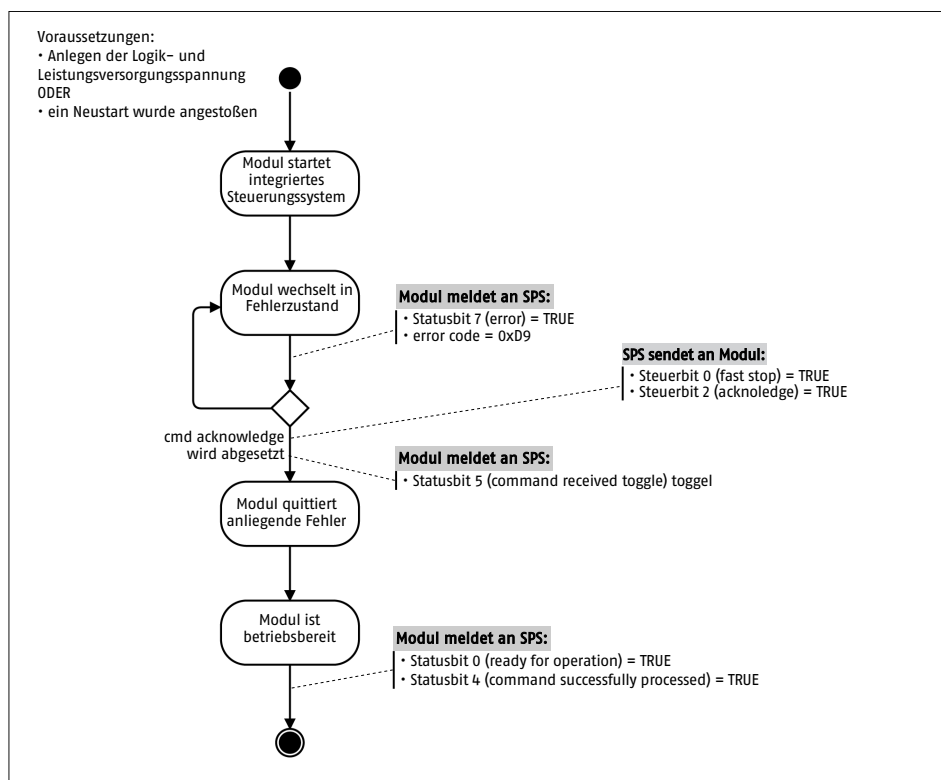 Voraussetzungen:
• Anlegen der Logik- und
Leistungsversorgungsspannung
ODER
• ein Neustart wurde angestoßen
Modul startet
integriertes
Steuerungssystem
Modul wechselt in
Fehlerzustand
Modul meldet an SPS:
• Statusbit 7 (error) = TRUE
• error code = 0xD9
SPS sendet an Modul:
• Steuerbit 0 (fast stop) = TRUE
• Steuerbit 2 (acknoledge) = TRUE
cmd acknowledge
wird abgesetzt
Modul meldet an SPS:
• Statusbit 5 (command received toggle) toggel
Modul quittiert
anliegende Fehler
Modul ist
betriebsbereit
Modul meldet an SPS:
• Statusbit 0 (ready for operation) = TRUE
• Statusbit 4 (command successfully processed) = TRUE